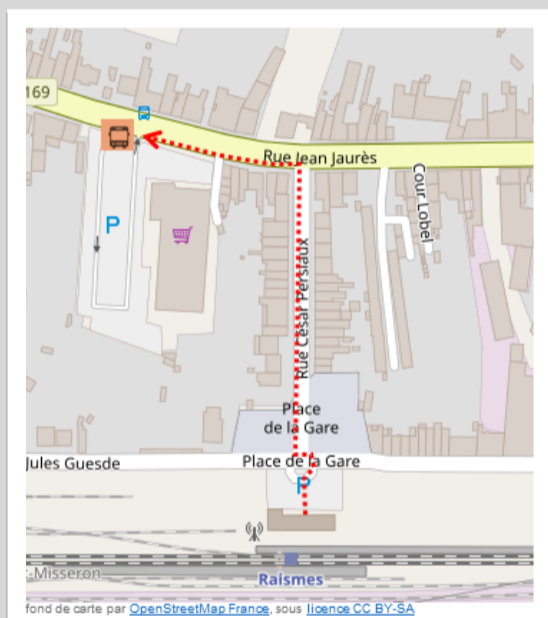 169
Rue Jean Jaurès
Cour Lobel
P
Rue César Persiaux
Place
de la Gare
Jules Guesde
Place de la Gare
P
-Misseron
Raismes
fond de carte par OpenStreetMap France, sous licence CC BY-SA